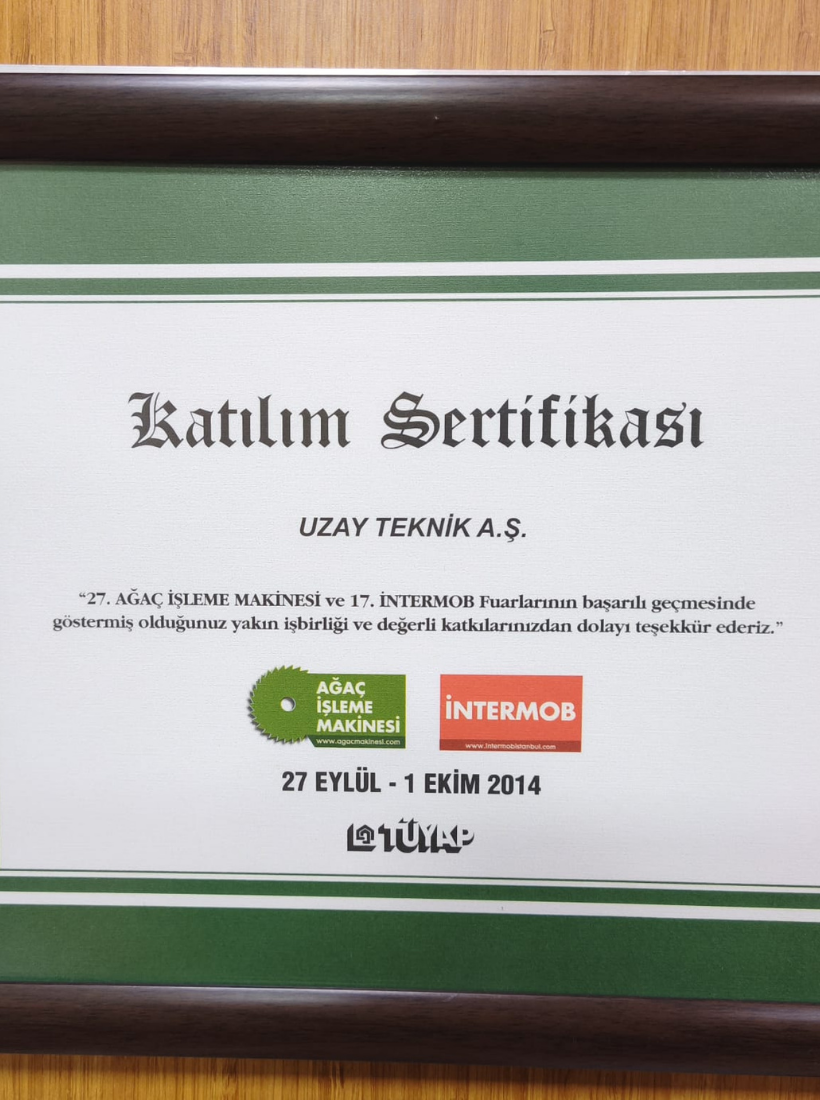 Katılım Sertifikası
UZAY TEKNİK A.Ş.
“27. AĞAÇ İŞLEME MAKİNESİ ve 17. İNTERMOB Fuarlarının başarılı geçmesinde
göstermiş olduğunuz yakın işbirliği ve değerli katkılarınızdan dolayı teşekkür ederiz.”
AĞAÇ
İŞLEME
MAKİNESİ
www.agacmakinesi.com
İNTERMOB
www.intermobistanbul.com
27 EYLÜL - 1 EKİM 2014
TÜYAP